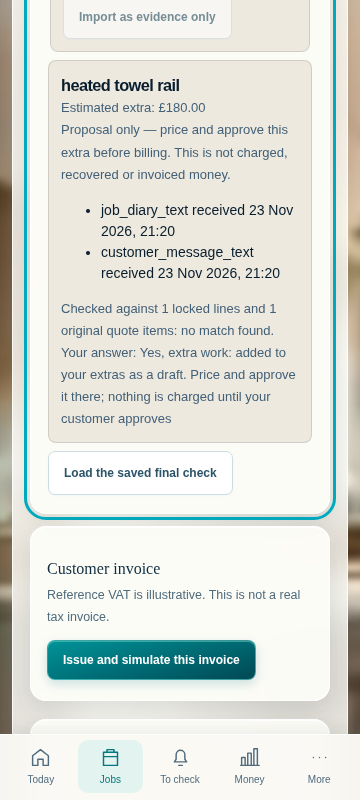 Import as evidence only
heated towel rail
Estimated extra: £180.00
Proposal only — price and approve this
extra before billing. This is not charged,
recovered or invoiced money.
• job_diary_text received 23 Nov
2026, 21:20
• customer_message_text
received 23 Nov 2026, 21:20
Checked against 1 locked lines and 1
original quote items: no match found.
Your answer: Yes, extra work: added to
your extras as a draft. Price and approve
it there; nothing is charged until your
customer approves
Load the saved final check
Customer invoice
Reference VAT is illustrative. This is not a real
tax invoice.
Issue and simulate this invoice
Today
Jobs
To check
Money
More